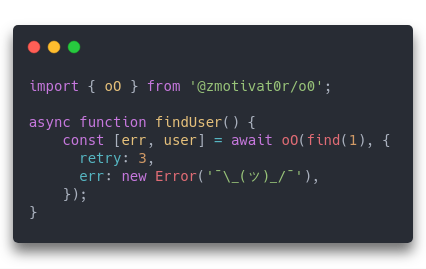 import { oO } from '@zmotivat0r/o0';
async function findUser() {
const [err, user] = await oO(find(1), {
retry: 3,
err: new Error('¯\_(ツ)_/¯'),
});
}